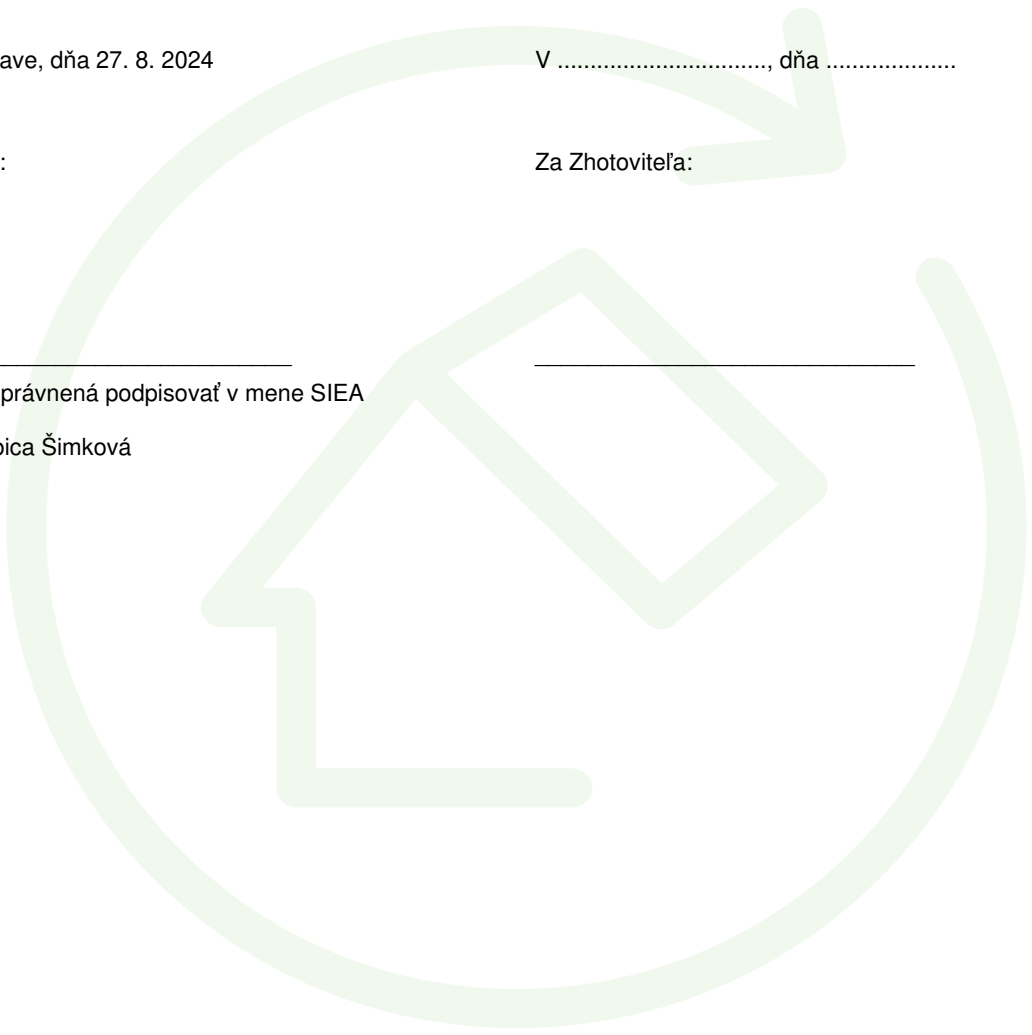 ave, dňa 27. 8. 2024 V ................................, dňa ....................
: Za Zhotoviteľa:
právnená podpisovať v mene SIEA
bica Šimková